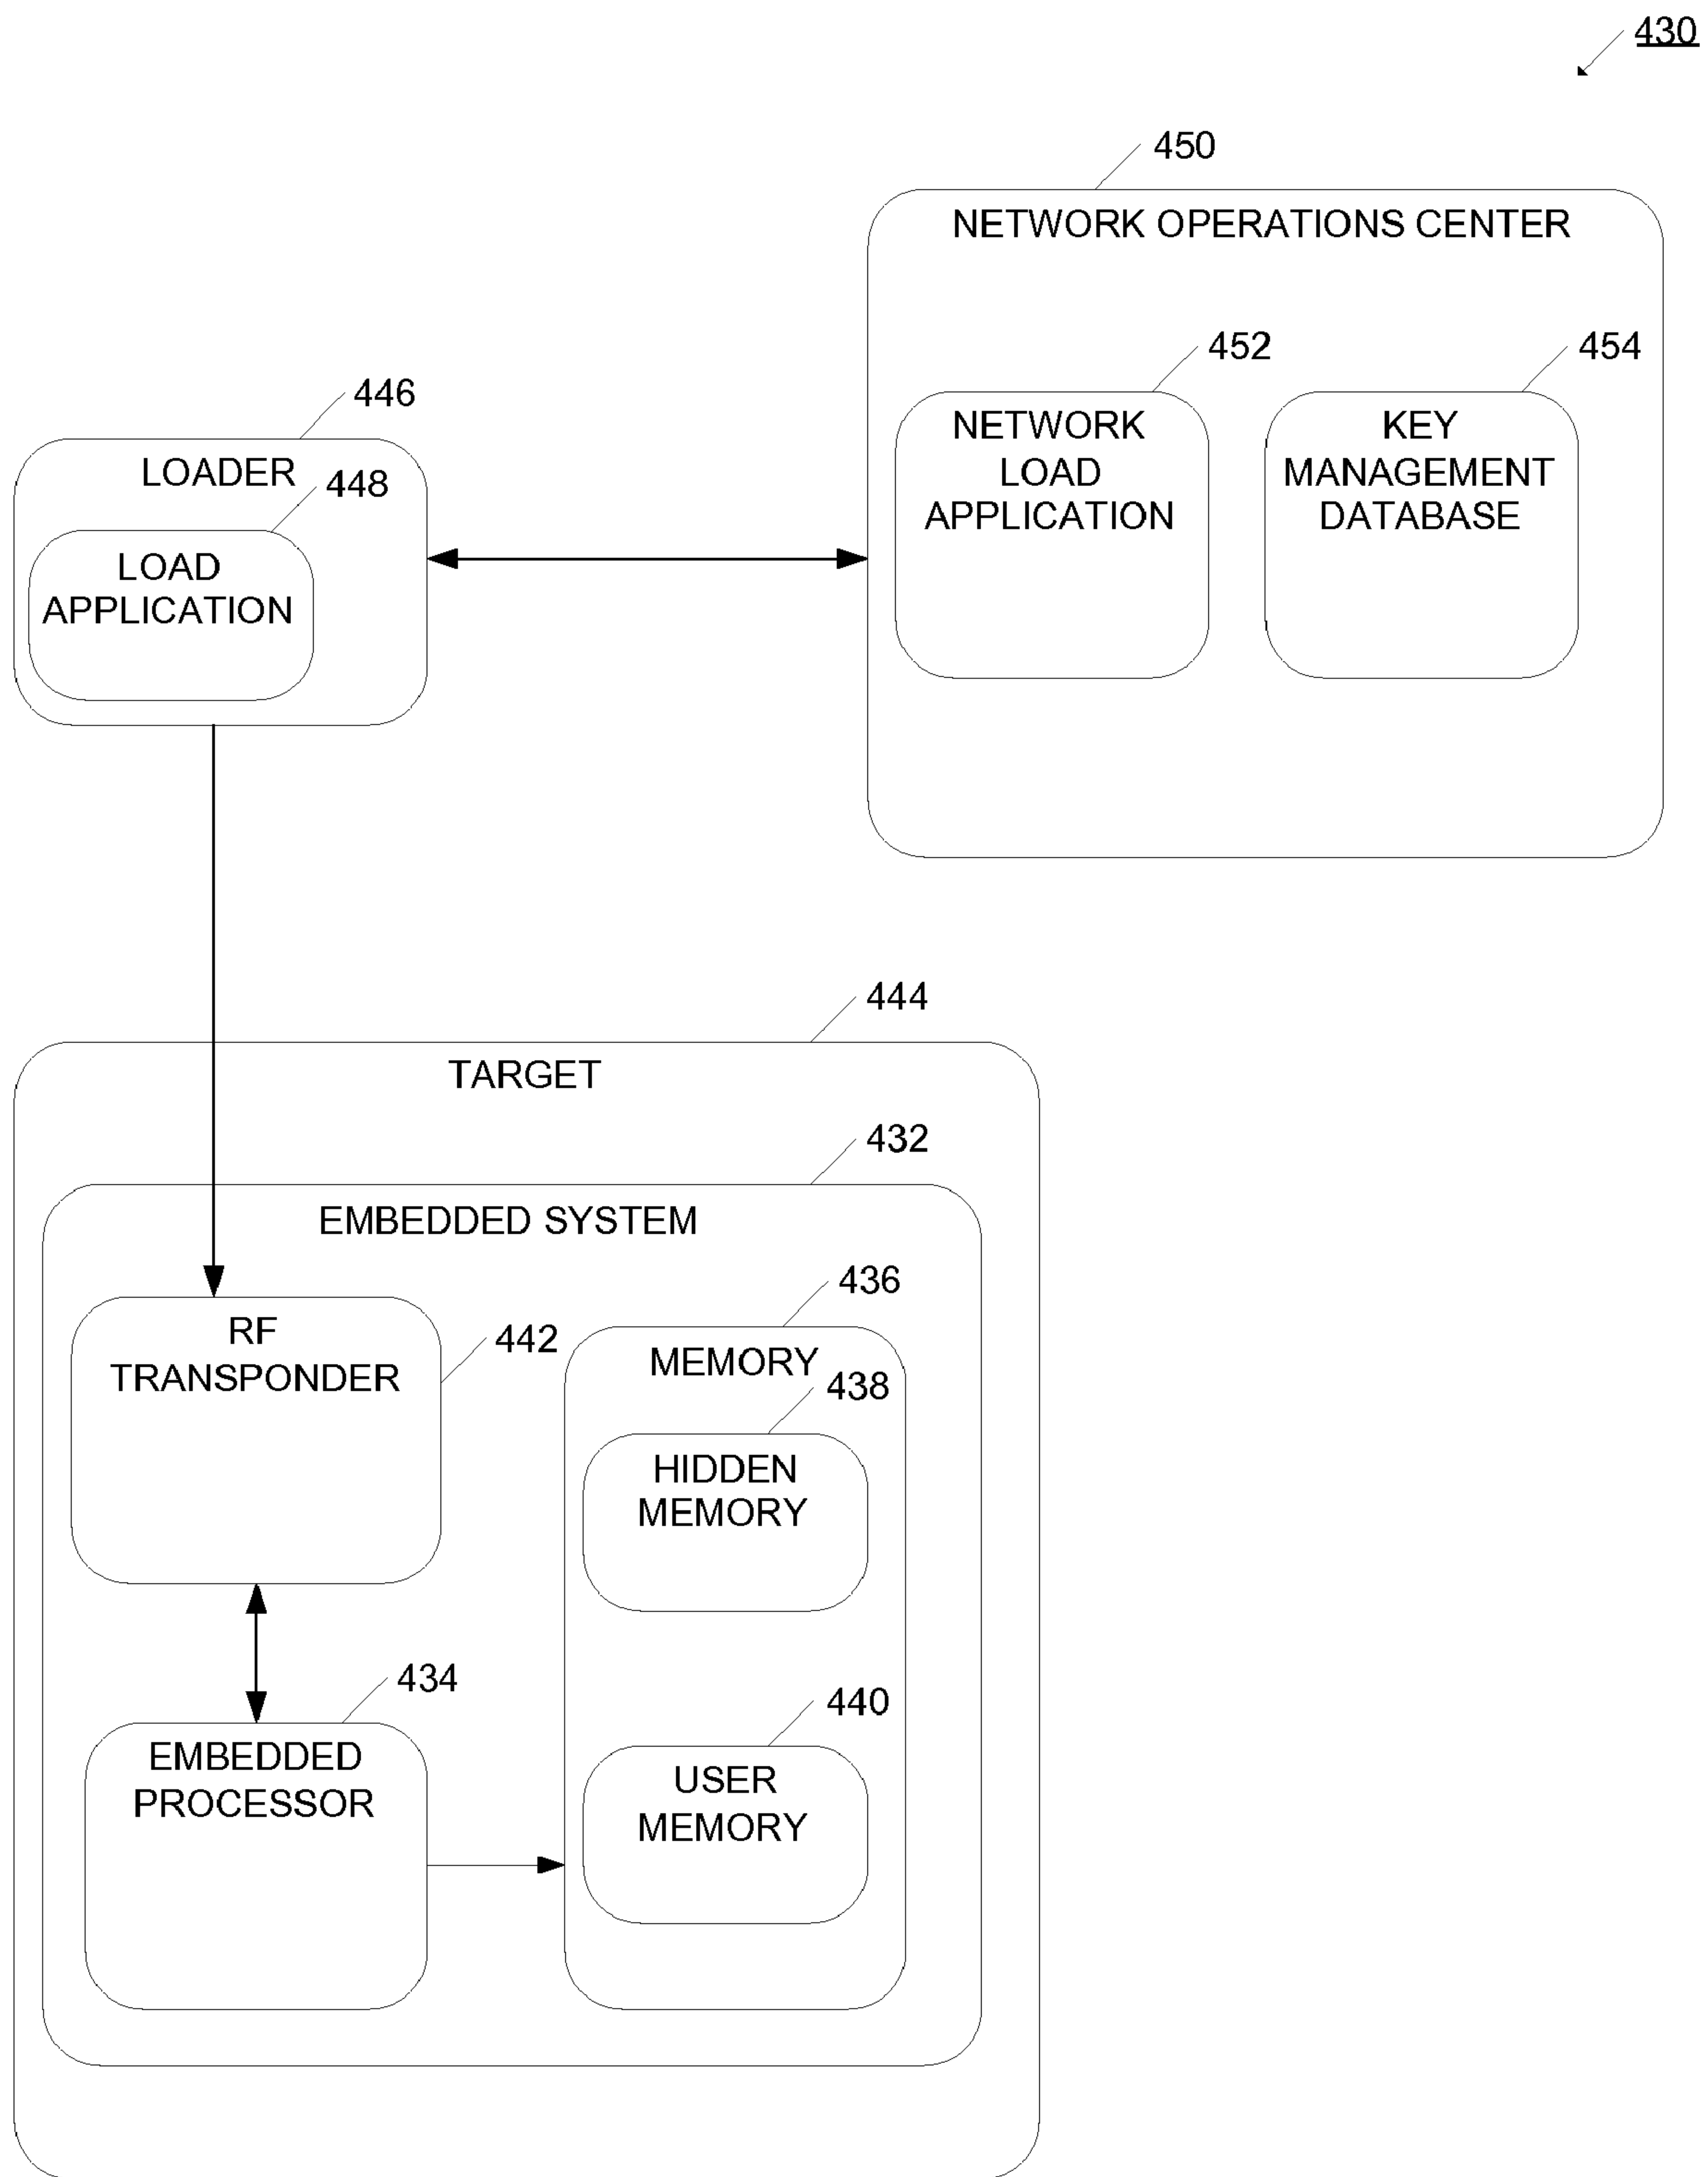 430
450
NETWORK OPERATIONS CENTER
452
454
NETWORK
LOAD
APPLICATION
KEY
MANAGEMENT
DATABASE
446
LOADER
448
LOAD
APPLICATION
444
TARGET
432
EMBEDDED SYSTEM
RF
TRANSPONDER
442
436
MEMORY
438
HIDDEN
MEMORY
434
EMBEDDED
PROCESSOR
440
USER
MEMORY